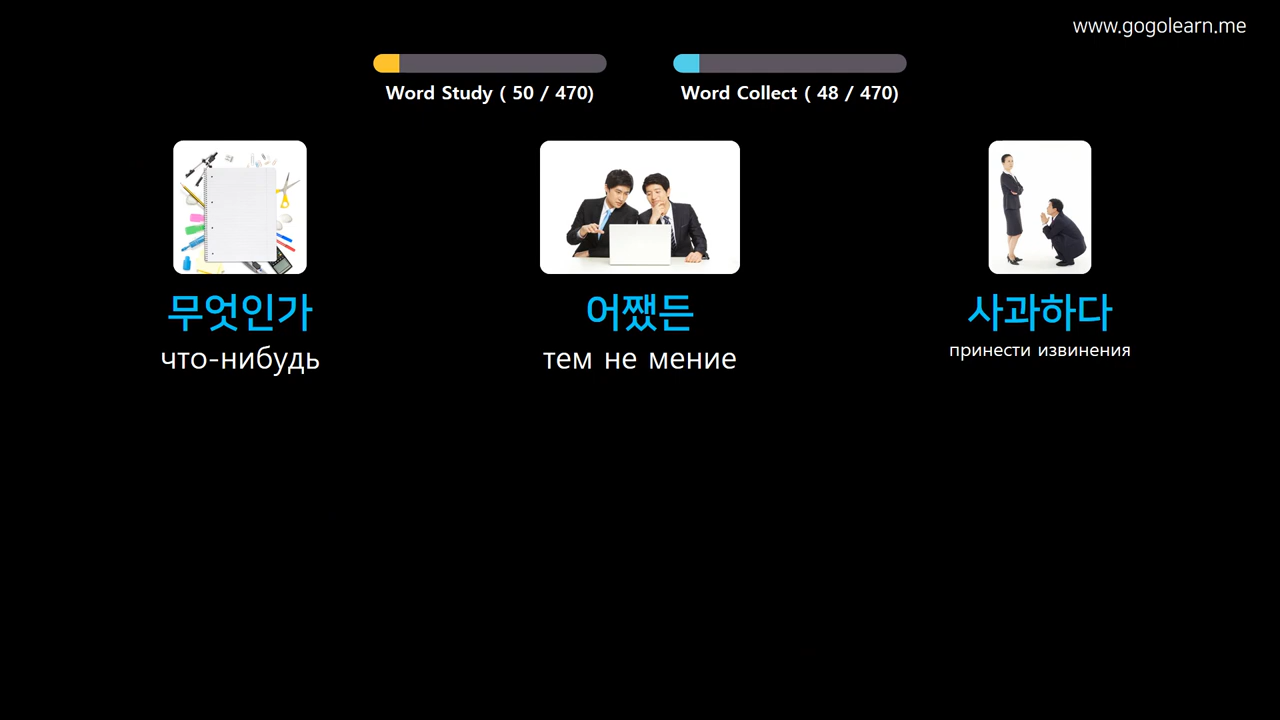 www.gogolearn.me
Word Study ( 50 / 470)
Word Collect ( 48 / 470)
무엇인가
что-нибудь
어쨌든
тем не мение
사과하다
принести извинения